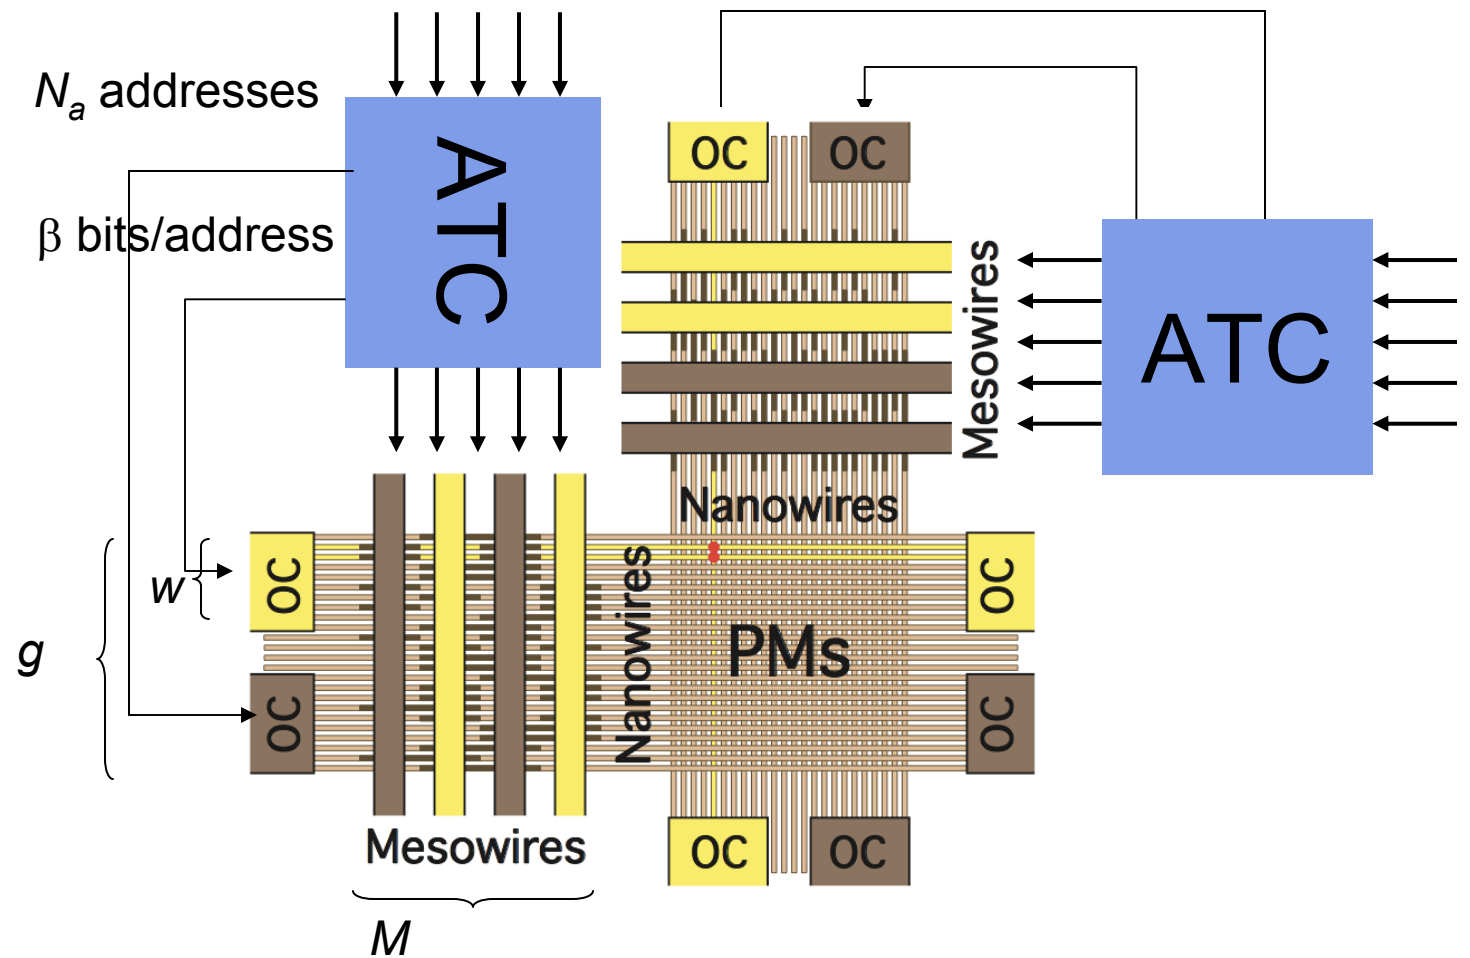 Nₐ addresses
β bits/address
ATC
OC
OC
Mesowires
ATC
Nanowires
OC
OC
w
g
Nanowires
PMs
OC
OC
Mesowires
OC
OC
M